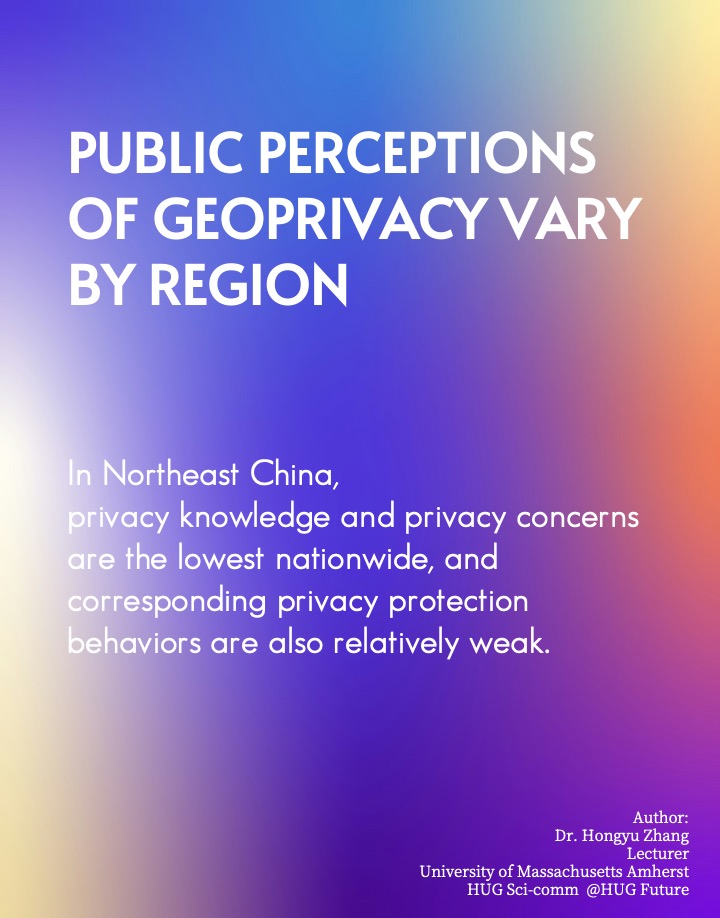 PUBLIC PERCEPTIONS
OF GEOPRIVACY VARY
BY REGION
In Northeast China,
privacy knowledge and privacy concerns
are the lowest nationwide, and
corresponding privacy protection
behaviors are also relatively weak.
Author:
Dr. Hongyu Zhang
Lecturer
University of Massachusetts Amherst
HUG Sci-comm @HUG Future